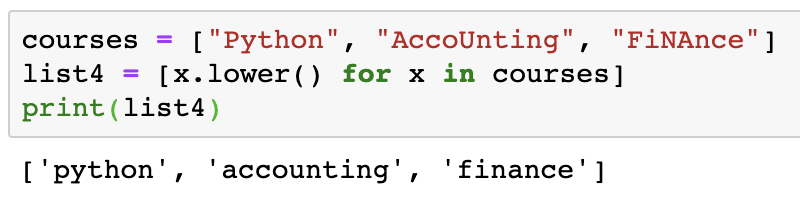 courses = ["Python", "AccoUnting", "FiNAnce"]
list4 = [x.lower() for x in courses]
print(list4)
['python', 'accounting', 'finance']